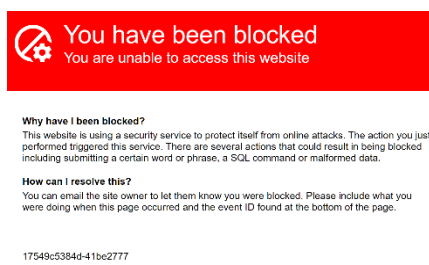 You have been blocked
You are unable to access this website
Why have I been blocked?
This website is using a security service to protect itself from online attacks. The action you just
performed triggered this service. There are several actions that could result in being blocked
including submitting a certain word or phrase, a SQL command or malformed data.
How can I resolve this?
You can email the site owner to let them know you were blocked. Please include what you
were doing when this page occurred and the event ID found at the bottom of the page.
17549c5384d-41be2777